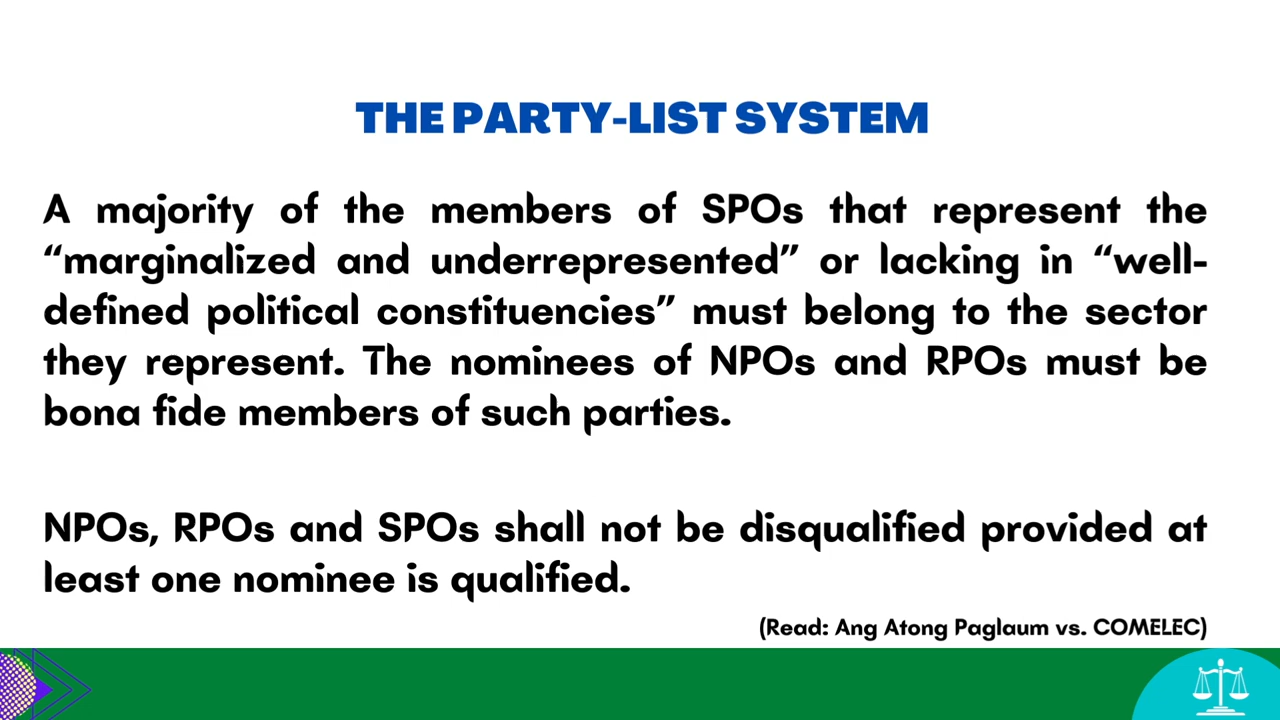 THE PARTY-LIST SYSTEM
A majority of the members of SPOs that represent the
“marginalized and underrepresented” or lacking in “well-
defined political constituencies” must belong to the sector
they represent. The nominees of NPOs and RPOs must be
bona fide members of such parties.
NPOs, RPOs and SPOs shall not be disqualified provided at
least one nominee is qualified.
(Read: Ang Atong Paglaum vs. COMELEC)